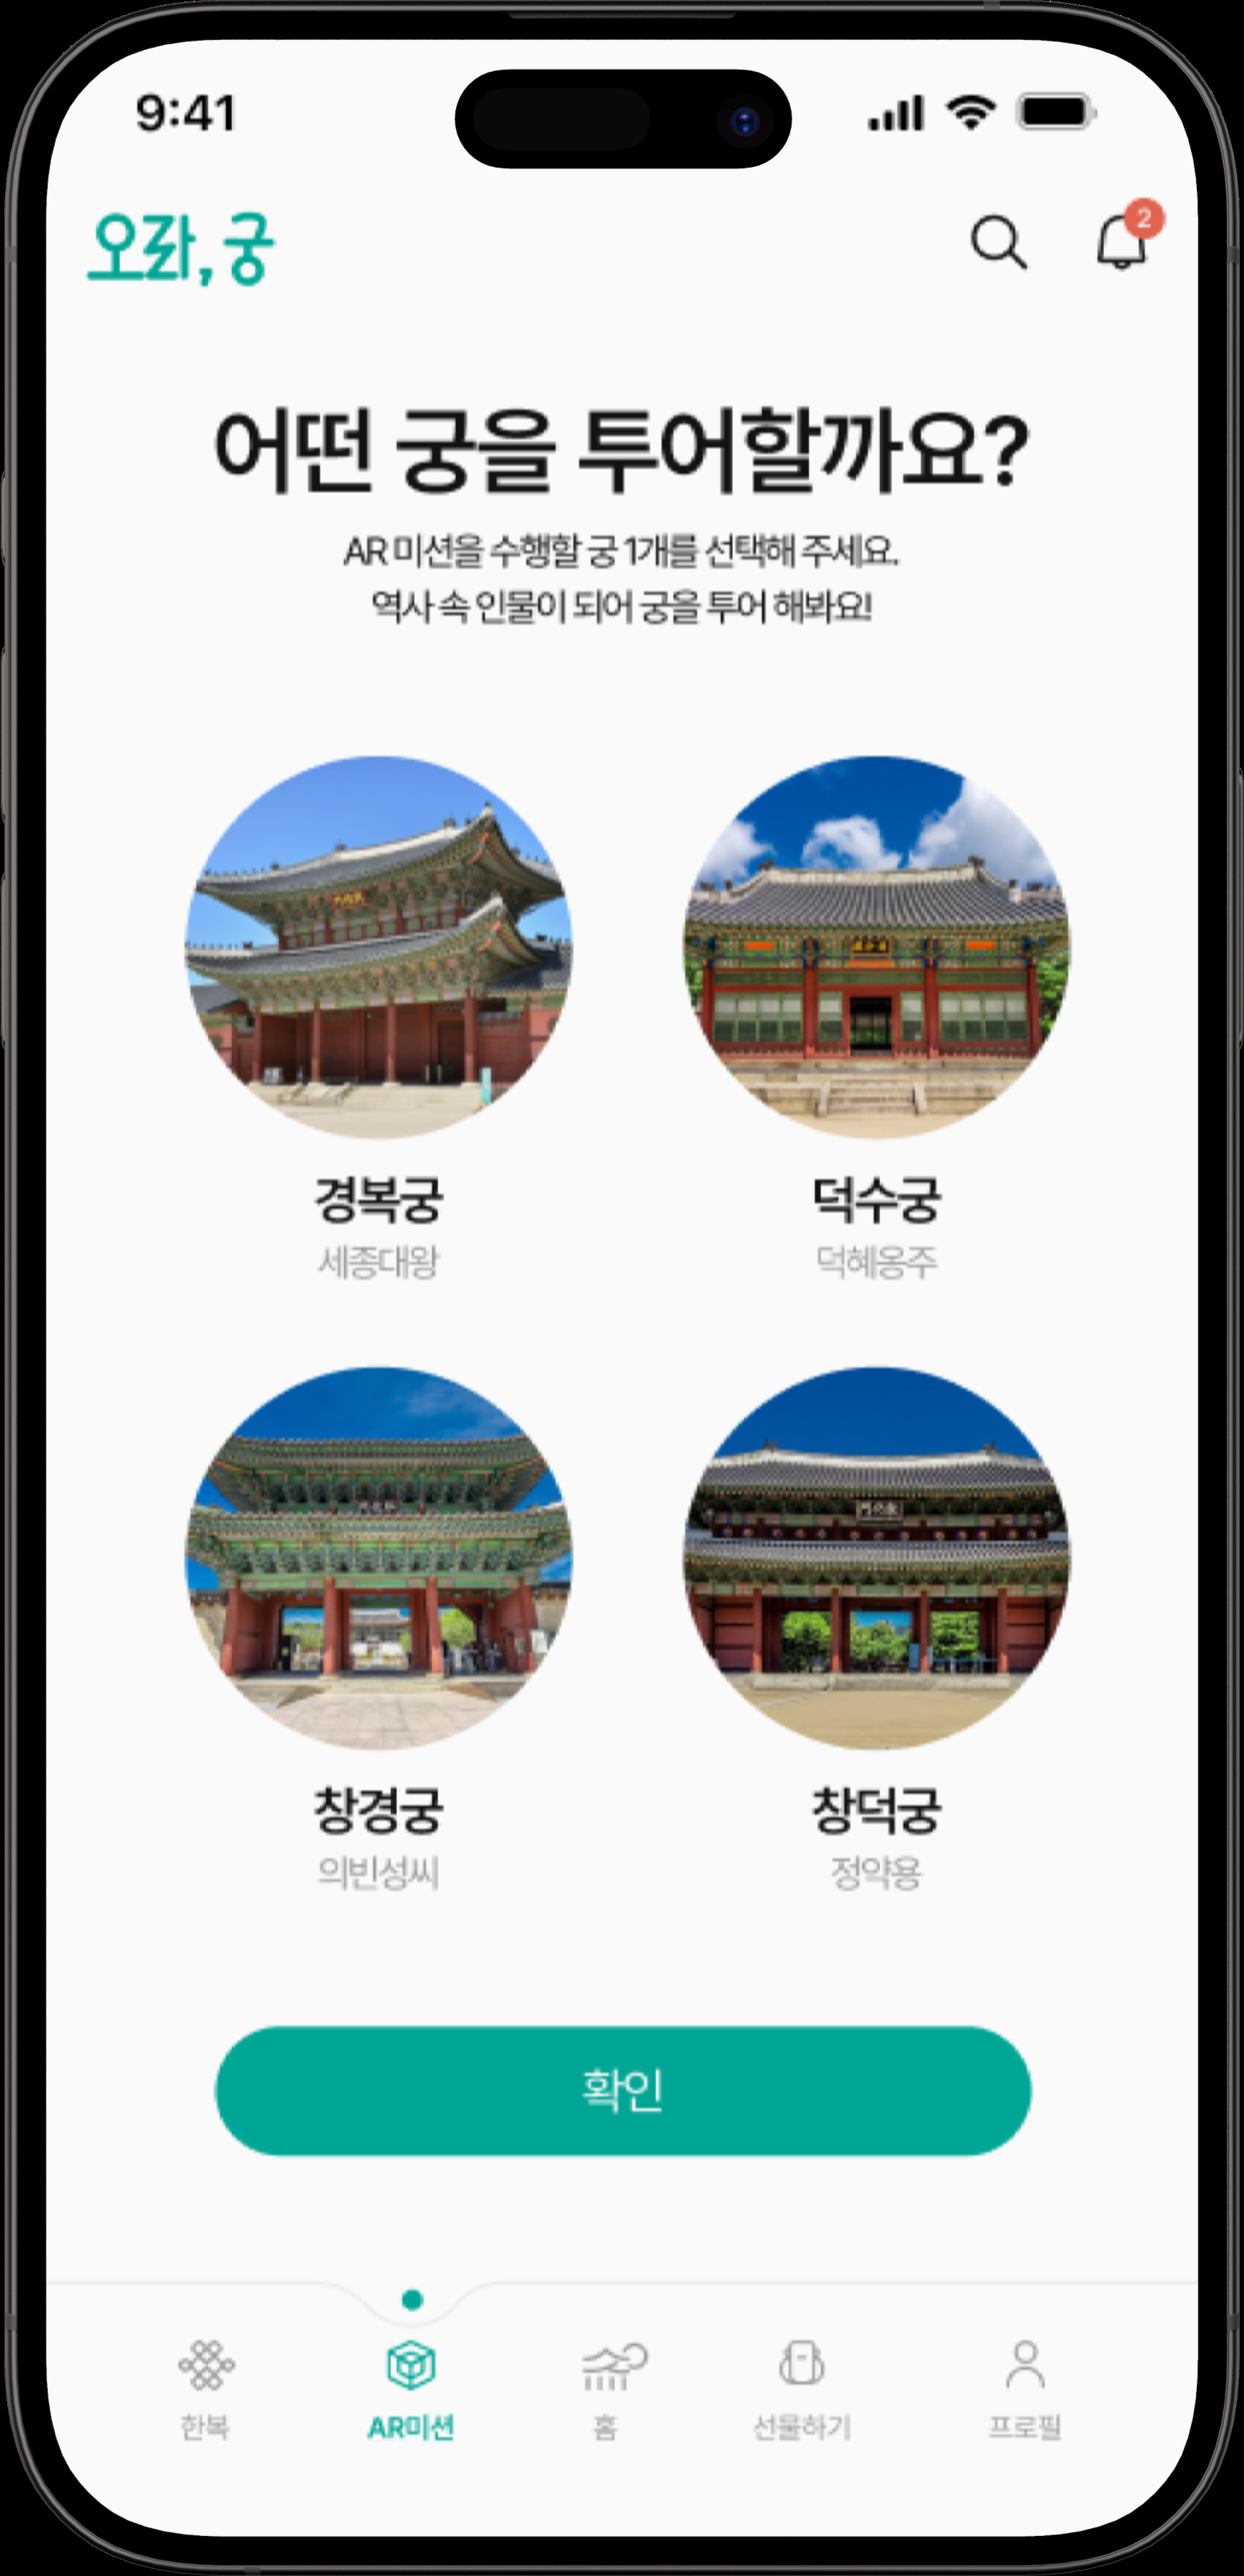 9:41
오롸, 궁
2
어떤 궁을 투어할까요?
AR 미션을 수행할 궁 1개를 선택해 주세요.
역사 속 인물이 되어 궁을 투어 해봐요!
경복궁
세종대왕
덕수궁
덕혜옹주
창경궁
의빈성씨
창덕궁
정약용
확인
한복
AR미션
홈
선물하기
프로필